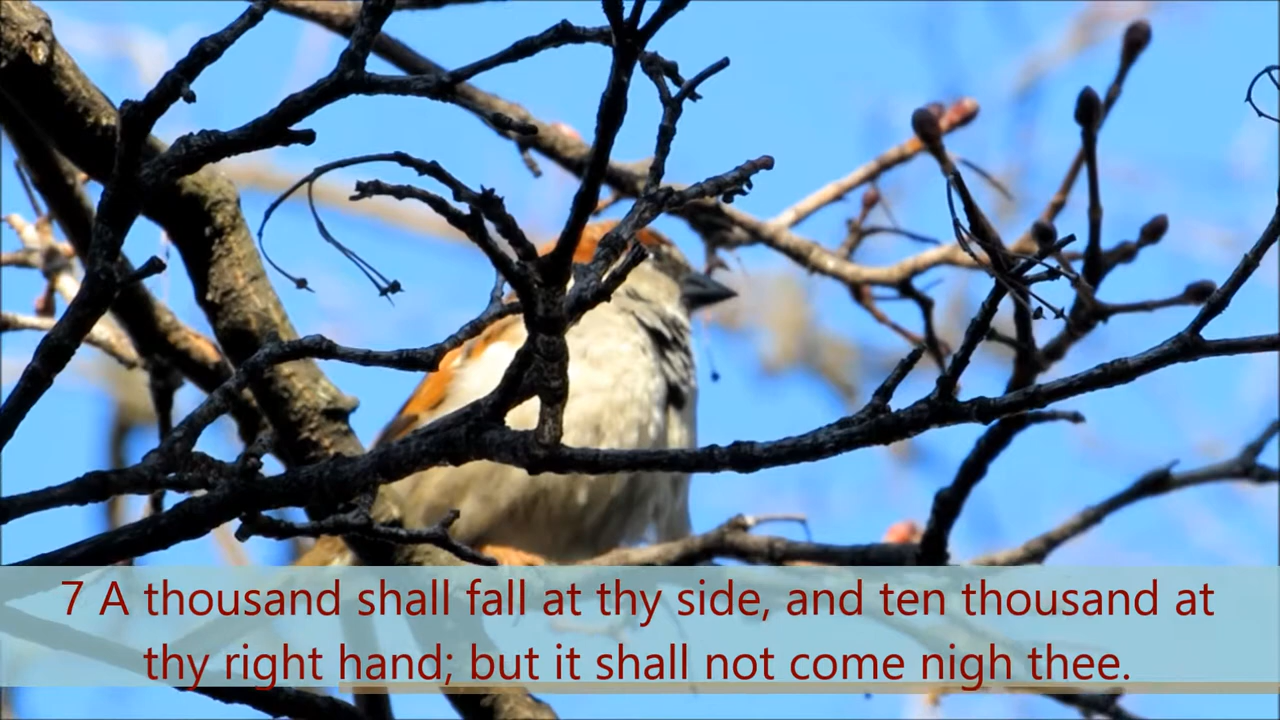 7 A thousand shall fall at thy side, and ten thousand at
thy right hand; but it shall not come nigh thee.